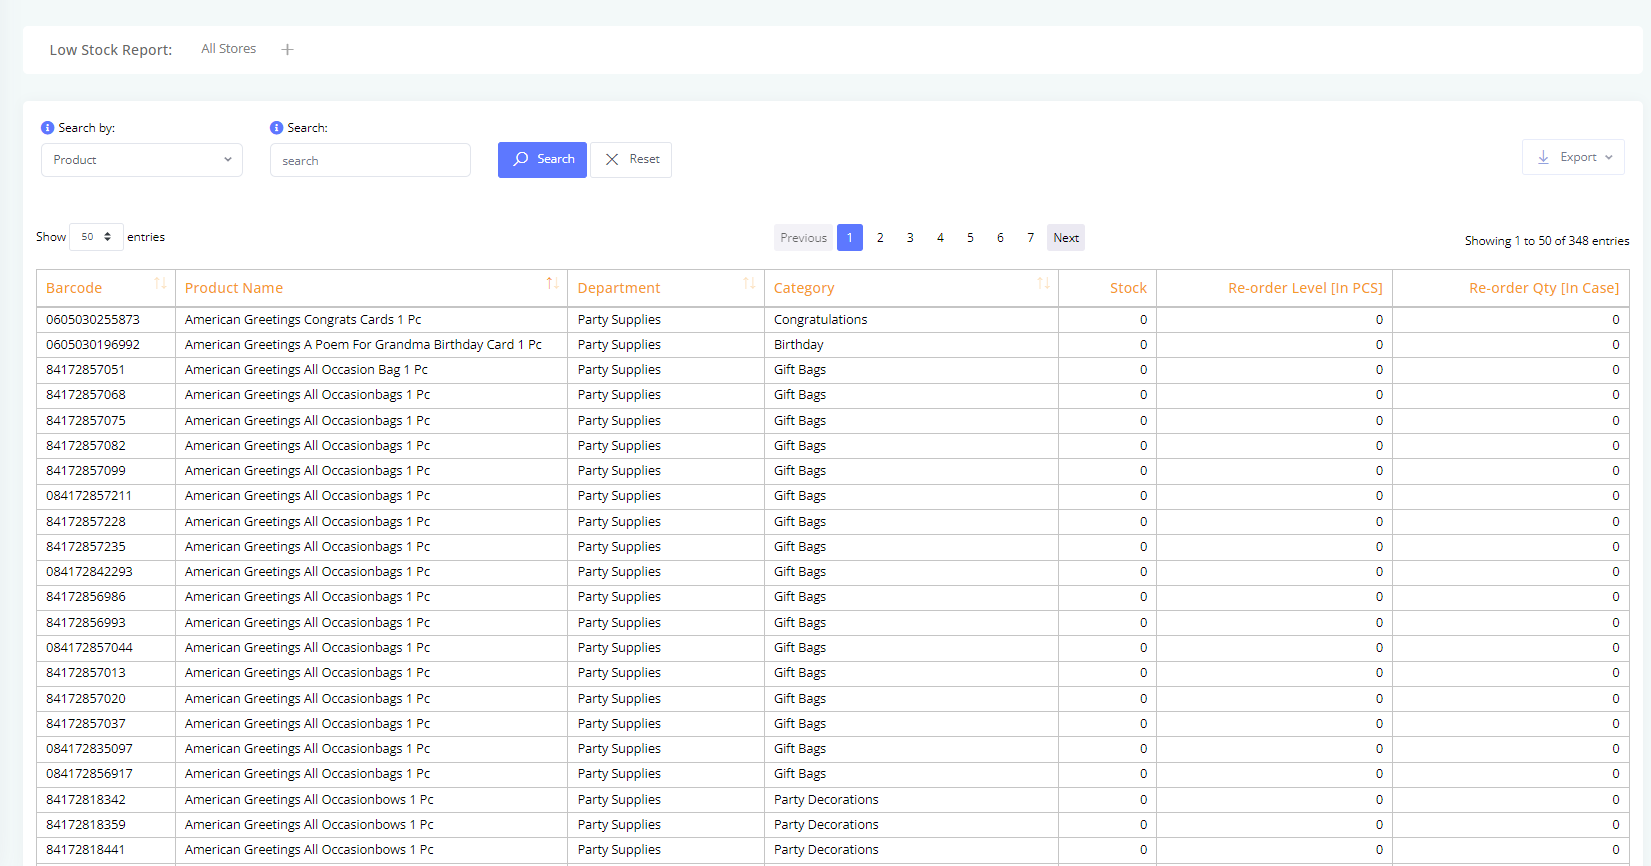 Low Stock Report: All Stores +
Search by: Search:
Product search Search Reset Export
Show 50 entries Previous 1 2 3 4 5 6 7 Next Showing 1 to 50 of 348 entries
Barcode Product Name Department Category Stock Re-order Level [In PCS] Re-order Qty [In Case]
0605030255873 American Greetings Congrats Cards 1 Pc Party Supplies Congratulations 0 0 0
0605030196992 American Greetings A Poem For Grandma Birthday Card 1 Pc Party Supplies Birthday 0 0 0
84172857051 American Greetings All Occasion Bag 1 Pc Party Supplies Gift Bags 0 0 0
84172857068 American Greetings All Occasionbags 1 Pc Party Supplies Gift Bags 0 0 0
84172857075 American Greetings All Occasionbags 1 Pc Party Supplies Gift Bags 0 0 0
84172857082 American Greetings All Occasionbags 1 Pc Party Supplies Gift Bags 0 0 0
84172857099 American Greetings All Occasionbags 1 Pc Party Supplies Gift Bags 0 0 0
084172857211 American Greetings All Occasionbags 1 Pc Party Supplies Gift Bags 0 0 0
84172857228 American Greetings All Occasionbags 1 Pc Party Supplies Gift Bags 0 0 0
84172857235 American Greetings All Occasionbags 1 Pc Party Supplies Gift Bags 0 0 0
084172842293 American Greetings All Occasionbags 1 Pc Party Supplies Gift Bags 0 0 0
84172856986 American Greetings All Occasionbags 1 Pc Party Supplies Gift Bags 0 0 0
84172856993 American Greetings All Occasionbags 1 Pc Party Supplies Gift Bags 0 0 0
084172857044 American Greetings All Occasionbags 1 Pc Party Supplies Gift Bags 0 0 0
84172857013 American Greetings All Occasionbags 1 Pc Party Supplies Gift Bags 0 0 0
84172857020 American Greetings All Occasionbags 1 Pc Party Supplies Gift Bags 0 0 0
84172857037 American Greetings All Occasionbags 1 Pc Party Supplies Gift Bags 0 0 0
084172835097 American Greetings All Occasionbags 1 Pc Party Supplies Gift Bags 0 0 0
084172856917 American Greetings All Occasionbags 1 Pc Party Supplies Gift Bags 0 0 0
84172818342 American Greetings All Occasionbows 1 Pc Party Supplies Party Decorations 0 0 0
84172818359 American Greetings All Occasionbows 1 Pc Party Supplies Party Decorations 0 0 0
84172818441 American Greetings All Occasionbows 1 Pc Party Supplies Party Decorations 0 0 0